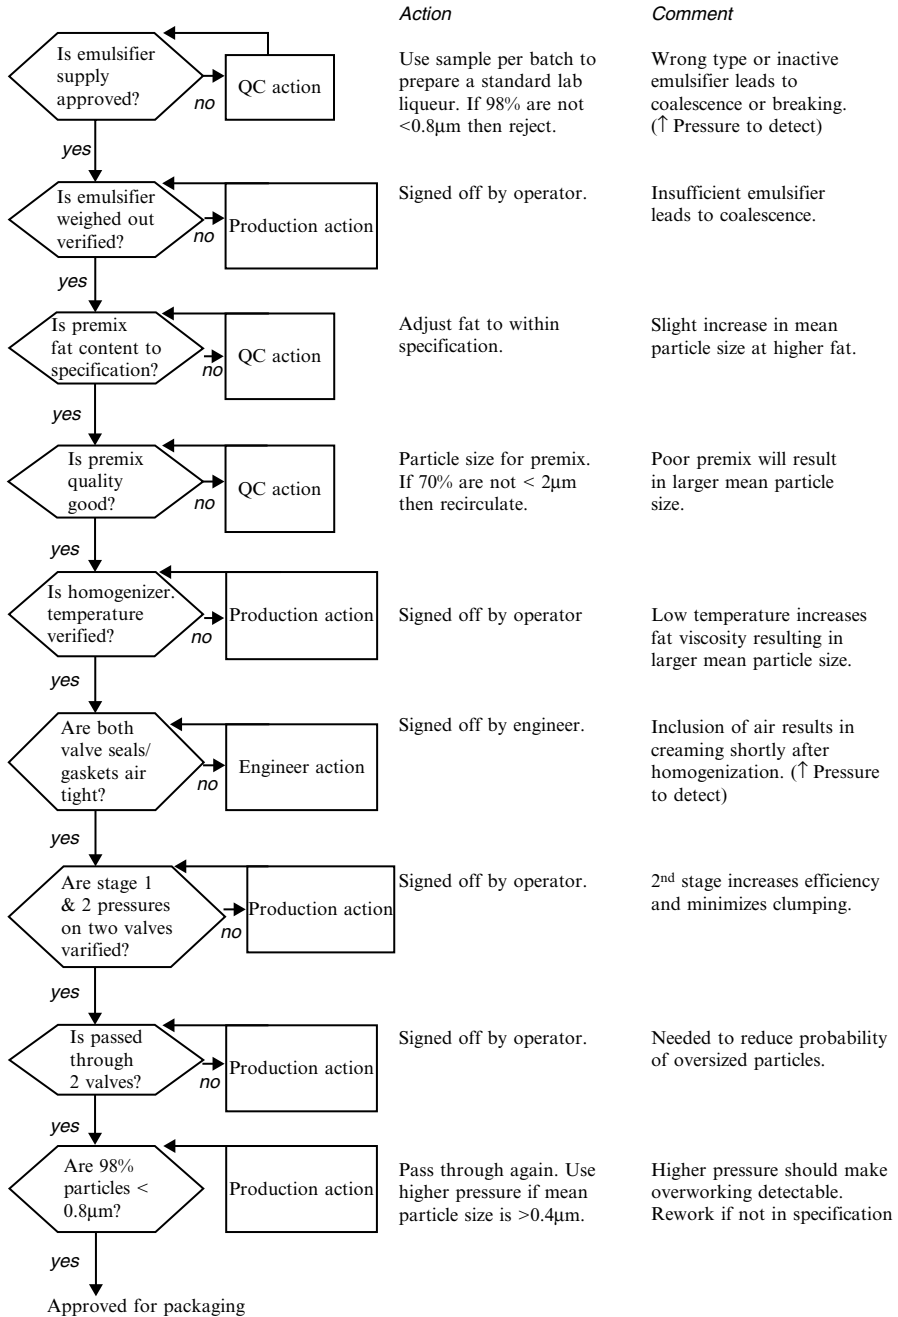 Action
Comment
Is emulsifier
supply
approved?
no
QC action
Use sample per batch to
prepare a standard lab
liqueur. If 98% are not
<0.8μm then reject.
Wrong type or inactive
emulsifier leads to
coalescence or breaking.
(↑ Pressure to detect)
yes
Is emulsifier
weighed out
verified?
no
Production action
Signed off by operator.
Insufficient emulsifier
leads to coalescence.
yes
Is premix
fat content to
specification?
no
QC action
Adjust fat to within
specification.
Slight increase in mean
particle size at higher fat.
yes
Is premix
quality
good?
no
QC action
Particle size for premix.
If 70% are not < 2μm
then recirculate.
Poor premix will result
in larger mean particle
size.
yes
Is homogenizer.
temperature
verified?
no
Production action
Signed off by operator
Low temperature increases
fat viscosity resulting in
larger mean particle size.
yes
Are both
valve seals/
gaskets air
tight?
no
Engineer action
Signed off by engineer.
Inclusion of air results in
creaming shortly after
homogenization. (↑ Pressure
to detect)
yes
Are stage 1
& 2 pressures
on two valves
varified?
no
Production action
Signed off by operator.
2nd stage increases efficiency
and minimizes clumping.
yes
Is passed
through
2 valves?
no
Production action
Signed off by operator.
Needed to reduce probability
of oversized particles.
yes
Are 98%
particles <
0.8μm?
Production action
Pass through again. Use
higher pressure if mean
particle size is >0.4μm.
Higher pressure should make
overworking detectable.
Rework if not in specification
yes
Approved for packaging